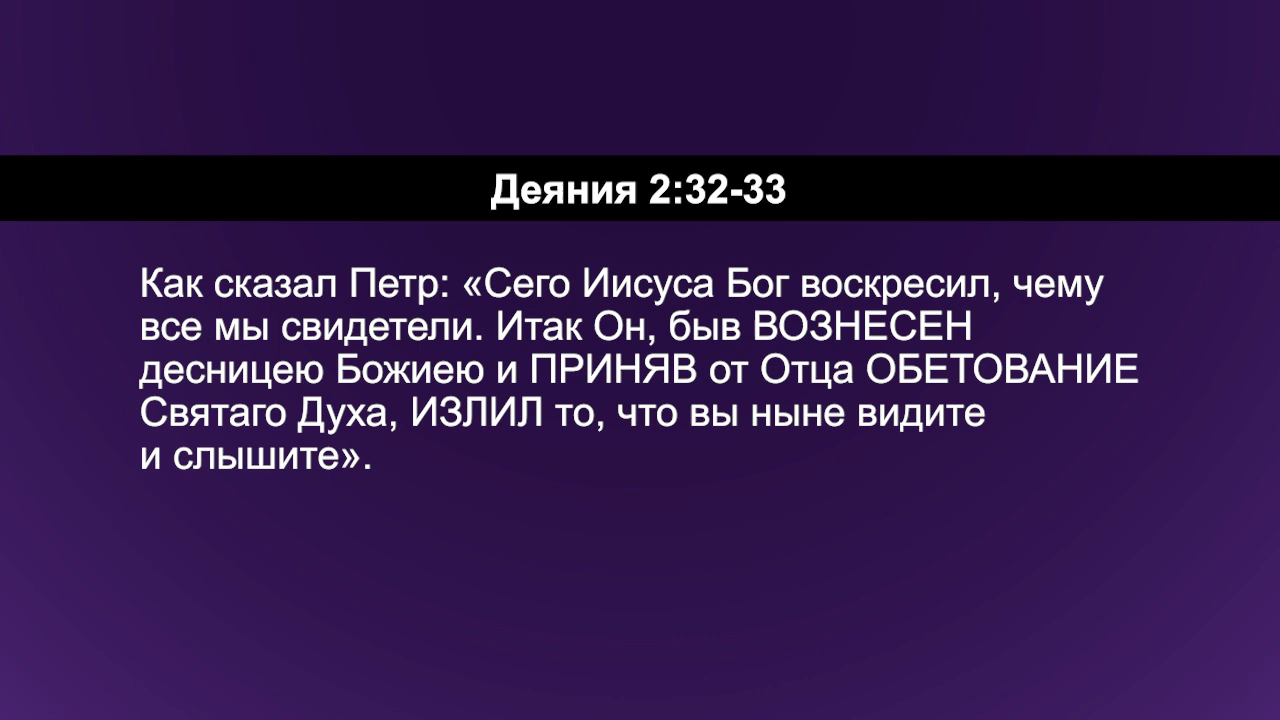 Деяния 2:32-33
Как сказал Петр: «Сего Иисуса Бог воскресил, чему
все мы свидетели. Итак Он, быв ВОЗНЕСЕН
десницею Божиею и ПРИНЯВ от Отца ОБЕТОВАНИЕ
Святаго Духа, ИЗЛИЛ то, что вы ныне видите
и слышите».